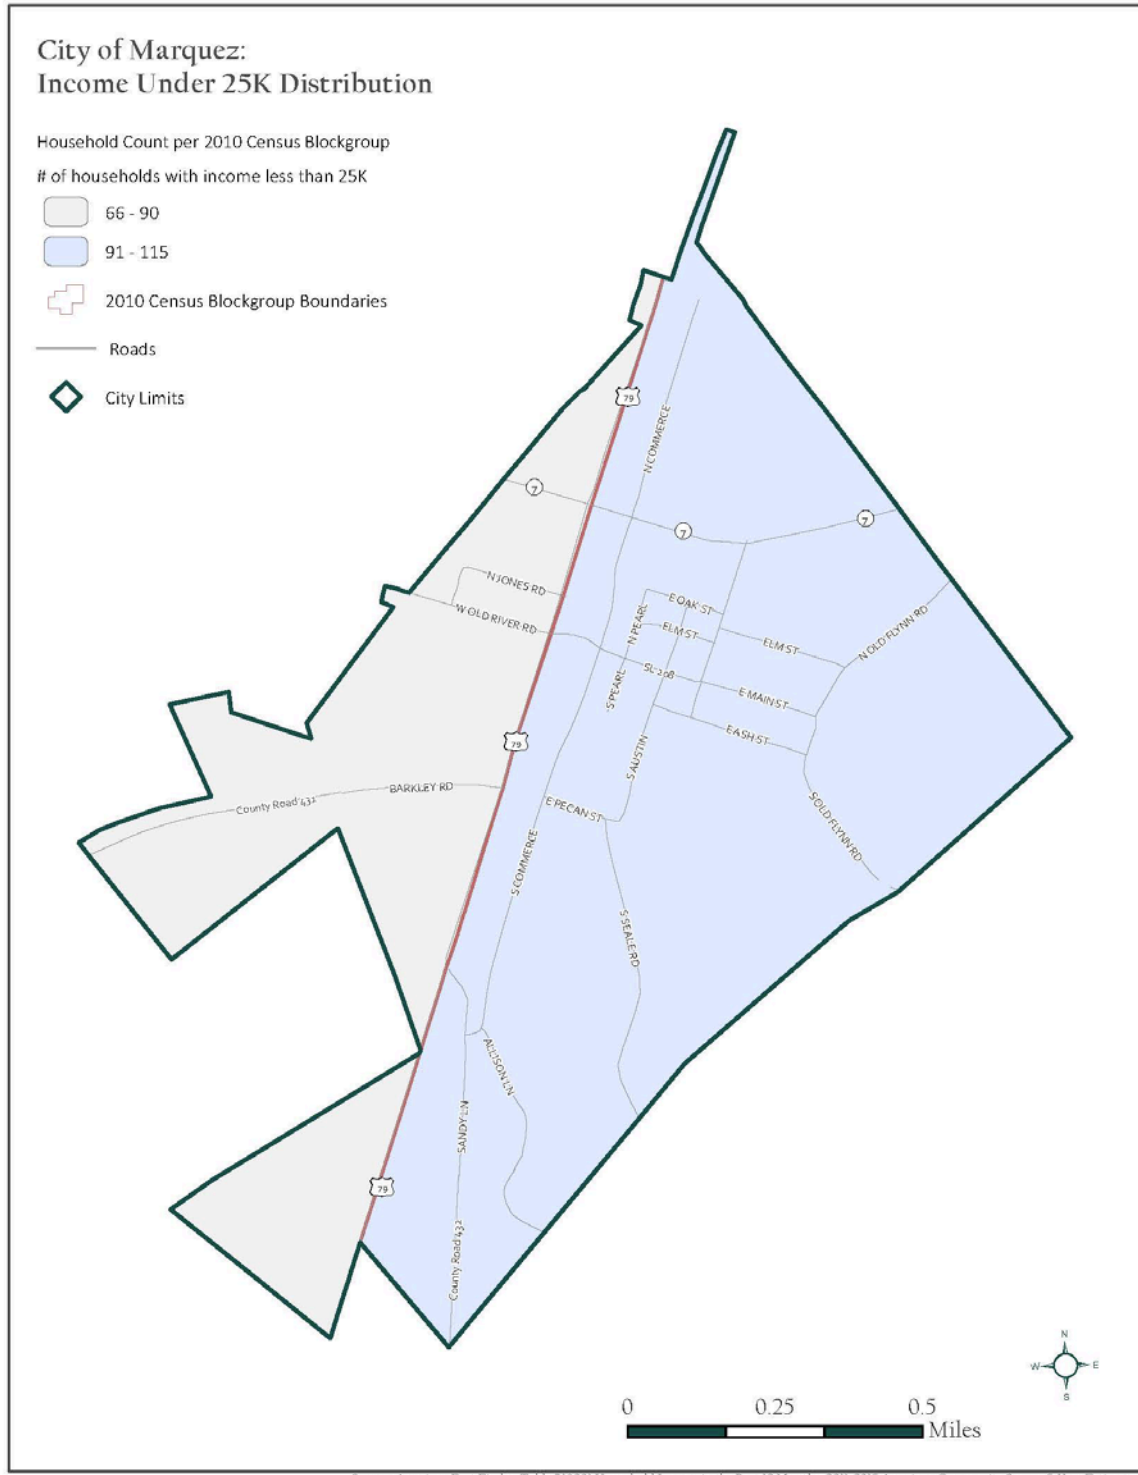 City of Marquez:
Income Under 25K Distribution
Household Count per 2010 Census Blockgroup
# of households with income less than 25K
66 - 90
91 - 115
2010 Census Blockgroup Boundaries
Roads
City Limits
79
N COMMERCE
7
7
7
N JONES RD
W OLD RIVER RD
E OAK ST
N PEARL
ELM ST
ELM ST
N OLD FLYNN RD
SL 208
S PEARL
E MAIN ST
E ASH ST
79
S AUSTIN
BARKLEY RD
County Road 432
E PECAN ST
S OLD FLYNN RD
S COMMERCE
S SEALE RD
ALLISON LN
SANDY LN
79
County Road 432
N
W E
S
0 0.25 0.5
Miles